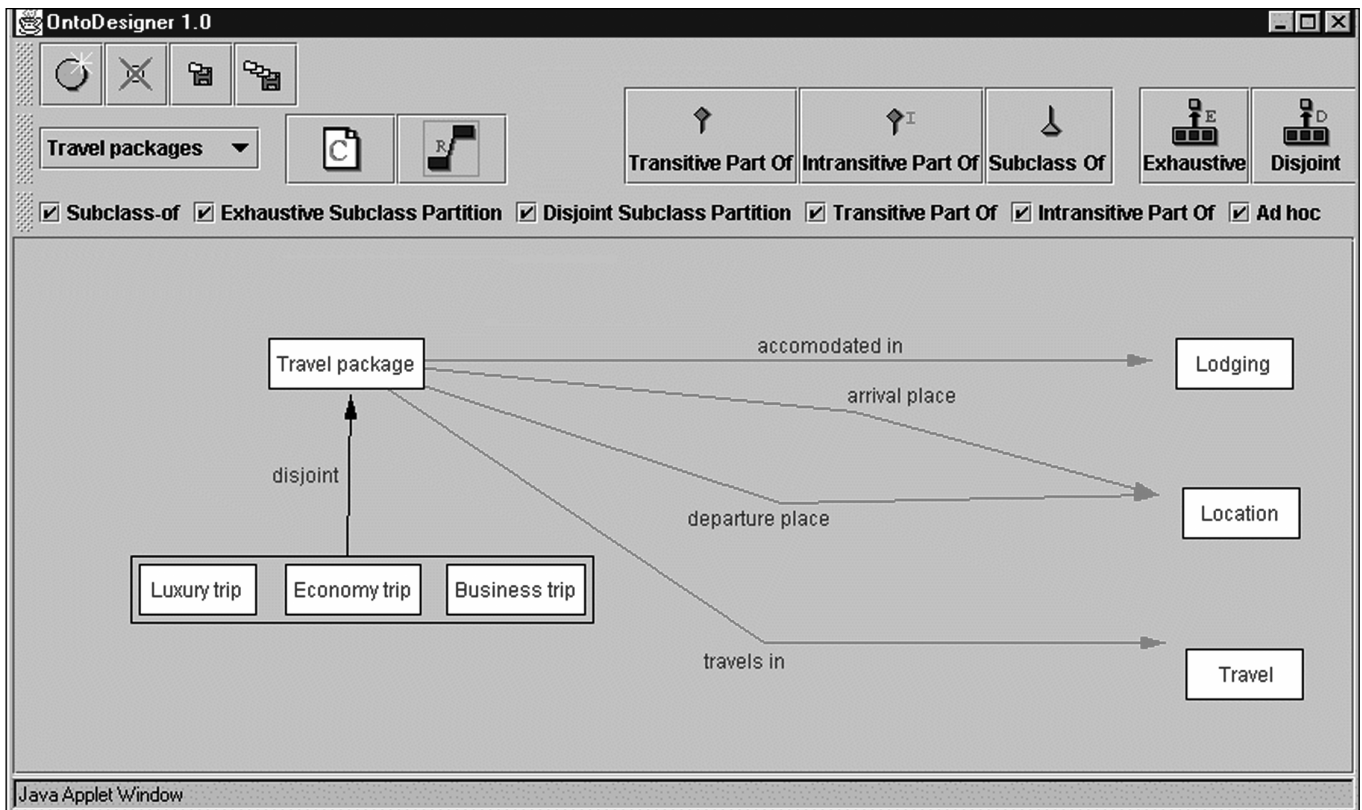 OntoDesigner 1.0
Travel packages
C
R
I
E
D
Transitive Part Of
Intransitive Part Of
Subclass Of
Exhaustive
Disjoint
Subclass-of
Exhaustive Subclass Partition
Disjoint Subclass Partition
Transitive Part Of
Intransitive Part Of
Ad hoc
accomodated in
Travel package
Lodging
arrival place
disjoint
Location
departure place
Luxury trip
Economy trip
Business trip
travels in
Travel
Java Applet Window